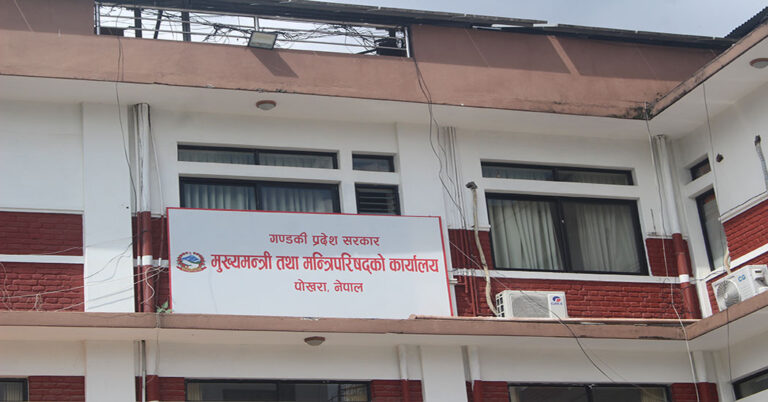 गण्डकी प्रदेश सरकार
मुख्यमन्त्री तथा मन्त्रिपरिषद्को कार्यालय
पोखरा, नेपाल